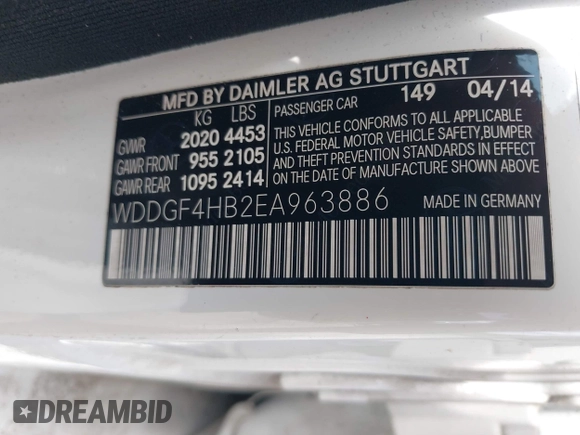 MFD BY DAIMLER AG STUTTGART
KG LBS PASSENGER CAR 149 04/14
GVWR 2020 4453
GAWR FRONT 955 2105
GAWR REAR 1095 2414
THIS VEHICLE CONFORMS TO ALL APPLICABLE
U.S. FEDERAL MOTOR VEHICLE SAFETY, BUMPER
AND THEFT PREVENTION STANDARDS IN EFFECT
ON THE DATE OF MANUFACTURE SHOWN ABOVE
WDDGF4HB2EA963886 MADE IN GERMANY
DREAMBID